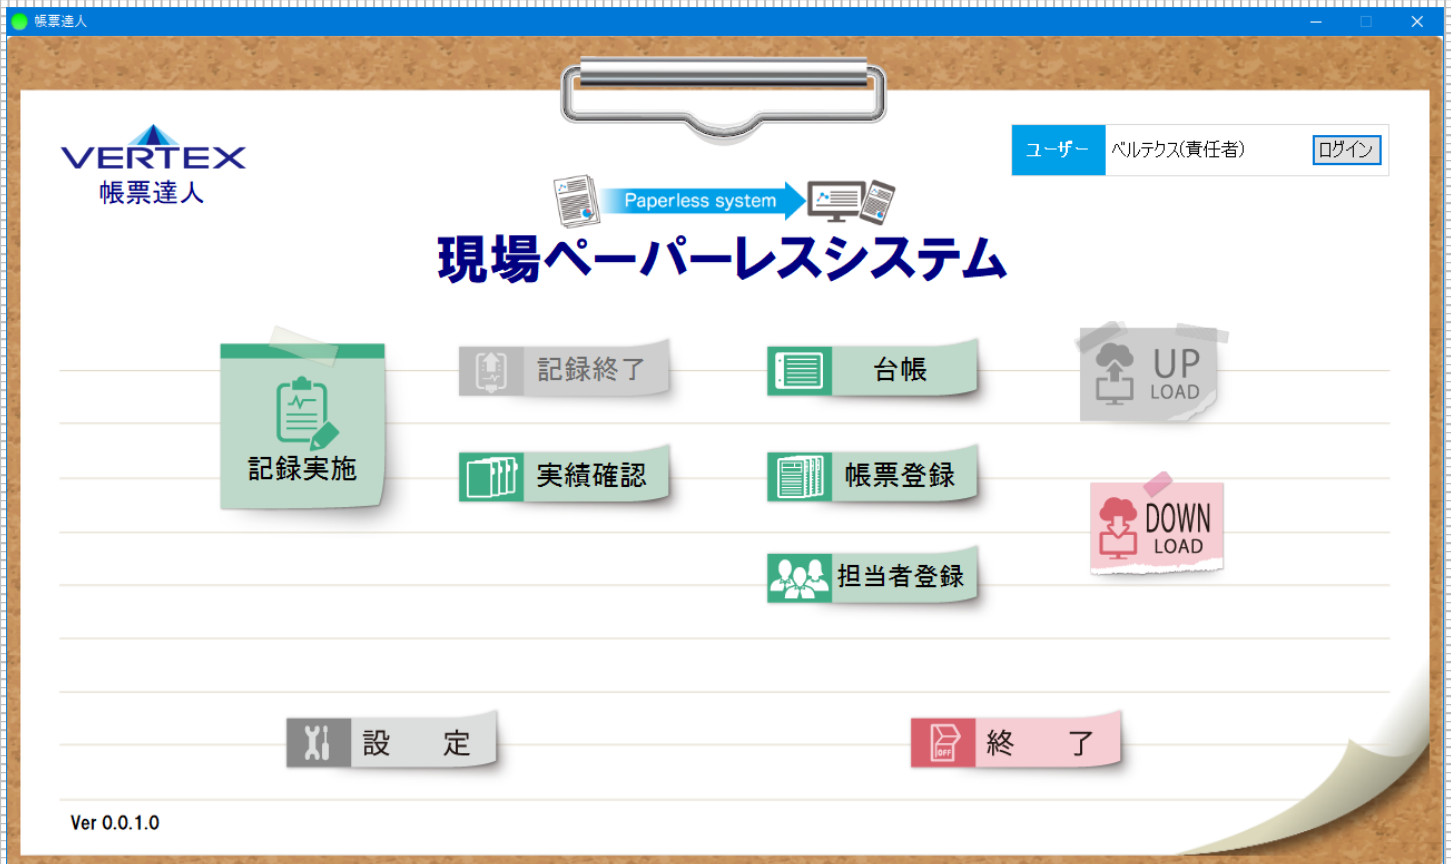 帳票達人
VERTEX
帳票達人
ユーザー ベルテクス(責任者) ログイン
Paperless system
現場ペーパーレスシステム
記録実施
記録終了
台帳
UP
LOAD
実績確認
帳票登録
DOWN
LOAD
担当者登録
設 定
OFF
終 了
Ver 0.0.1.0